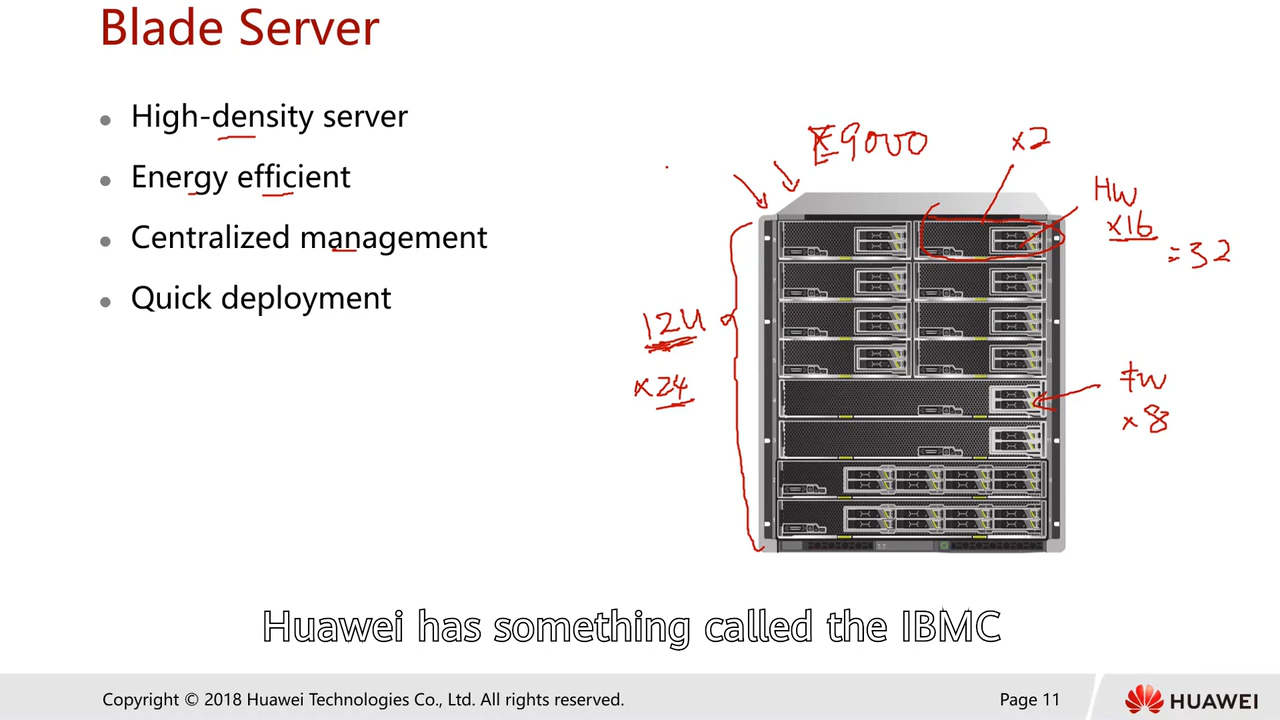 Blade Server
High-density server
Energy efficient
Centralized management
Quick deployment
E9000
x2
HW
x16
= 32
12U
x24
FW
x8
Huawei has something called the IBMC
Copyright © 2018 Huawei Technologies Co., Ltd. All rights reserved.
Page 11
HUAWEI